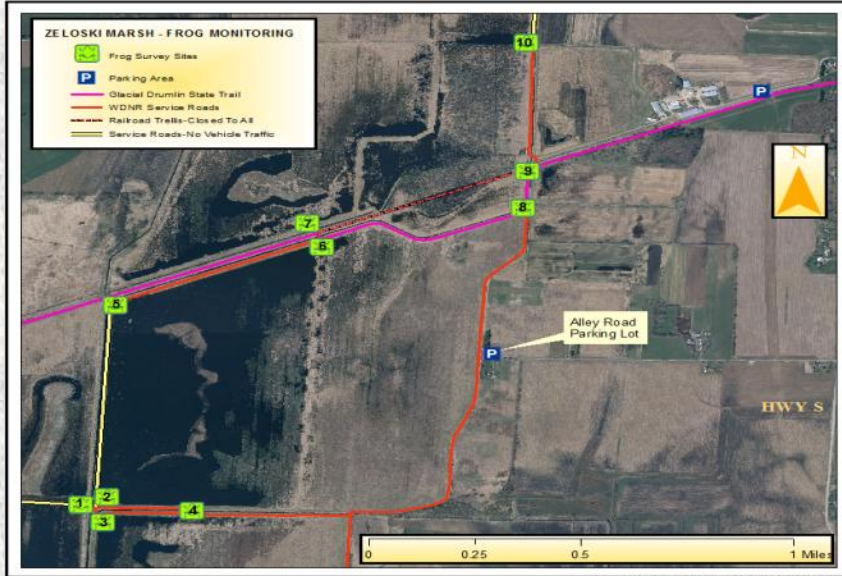 ZELOSKI MARSH - FROG MONITORING
Frog Survey Sites
P
Parking Area
Glacial Drumlin State Trail
WDNR Service Roads
Railroad Trellis-Closed To All
Service Roads-No Vehicle Traffic
10
P
N
9
8
7
6
5
Alley Road
Parking Lot
P
HWY S
1
2
3
4
0
0.25
0.5
1 Miles